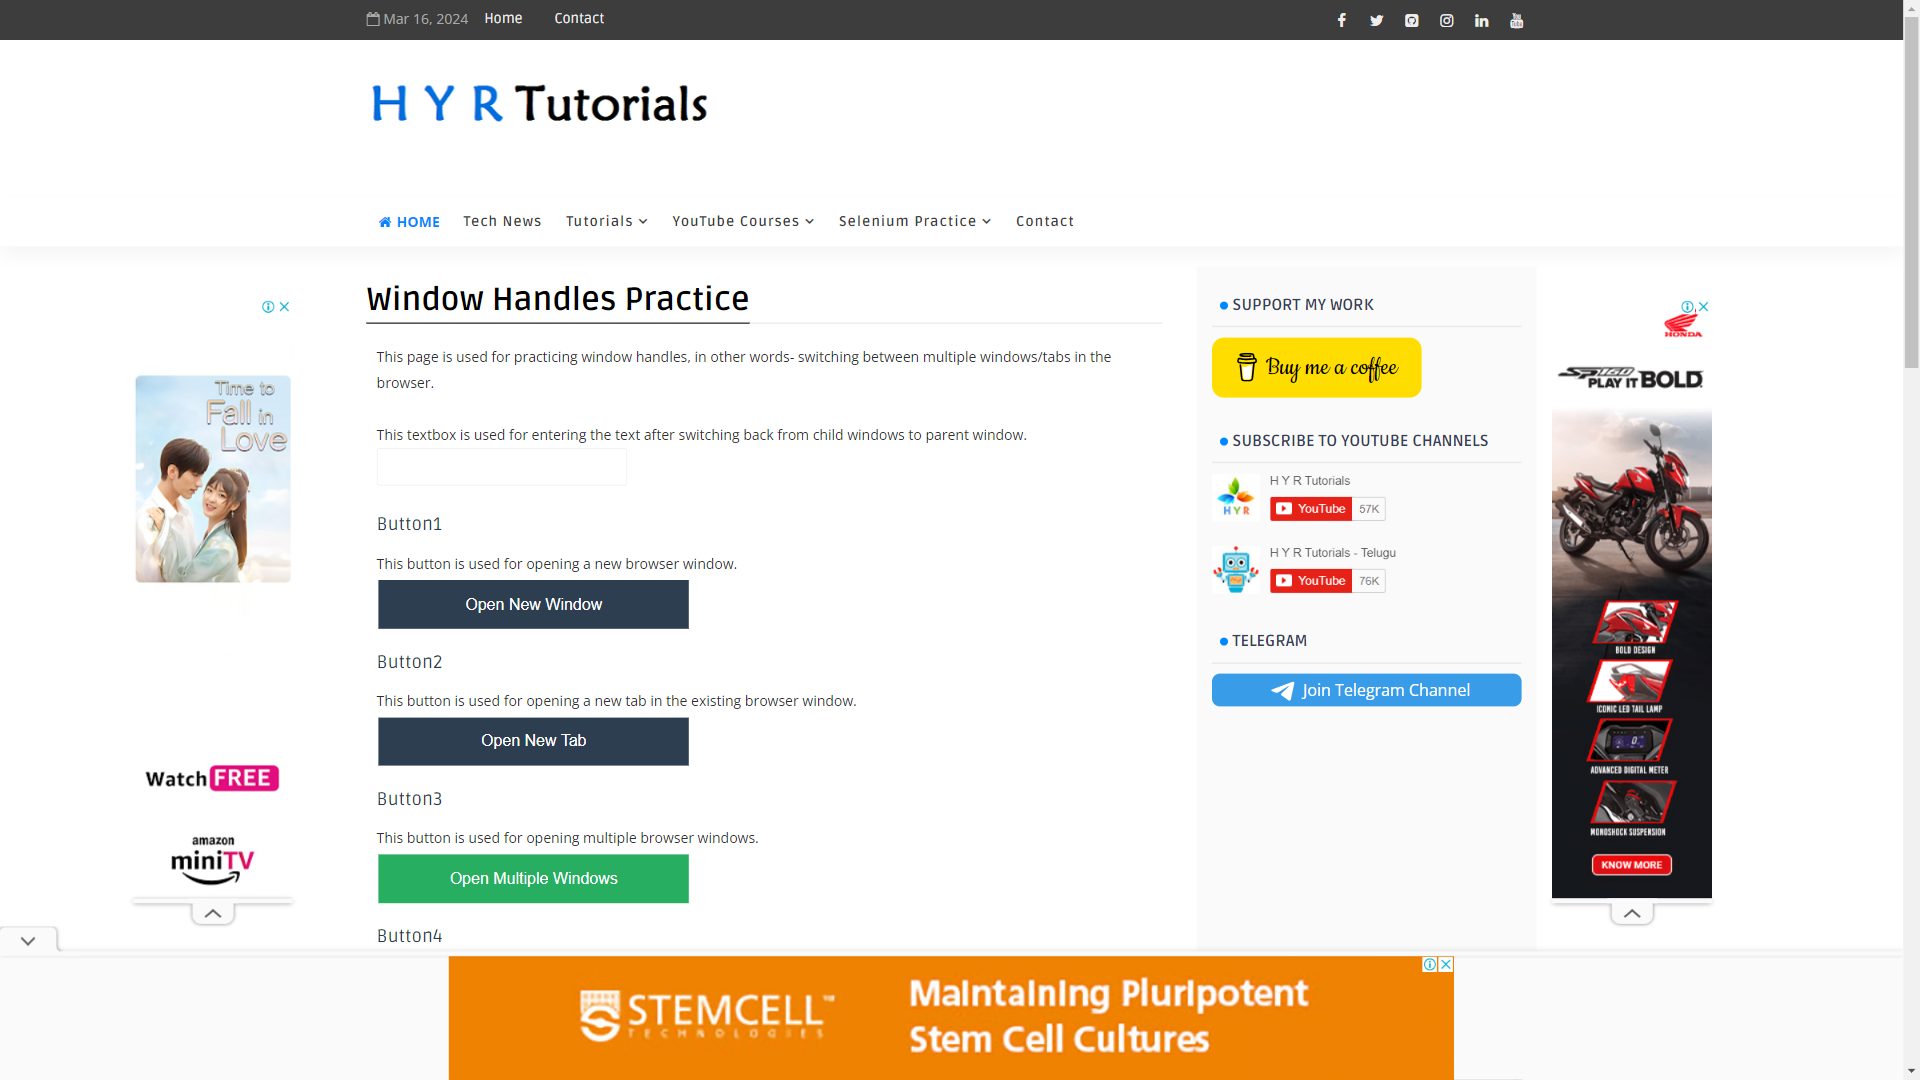 Mar 16, 2024 Home Contact
H Y R Tutorials
HOME Tech News Tutorials YouTube Courses Selenium Practice Contact
Window Handles Practice
This page is used for practicing window handles, in other words- switching between multiple windows/tabs in the
browser.
This textbox is used for entering the text after switching back from child windows to parent window.
Button1
This button is used for opening a new browser window.
Open New Window
Button2
This button is used for opening a new tab in the existing browser window.
Open New Tab
Button3
This button is used for opening multiple browser windows.
Open Multiple Windows
Button4
SUPPORT MY WORK
Buy me a coffee
SUBSCRIBE TO YOUTUBE CHANNELS
H Y R Tutorials
HYR
YouTube 57K
H Y R Tutorials - Telugu
YouTube 76K
TELEGRAM
Join Telegram Channel
Time to
Fall in
Love
Watch FREE
amazon
miniTV
HONDA
SP160
PLAY IT BOLD
BOLD DESIGN
ICONIC LED TAIL LAMP
ADVANCED DIGITAL METER
MONOSHOCK SUSPENSION
KNOW MORE
STEMCELL™
TECHNOLOGIES
Maintaining Pluripotent
Stem Cell Cultures